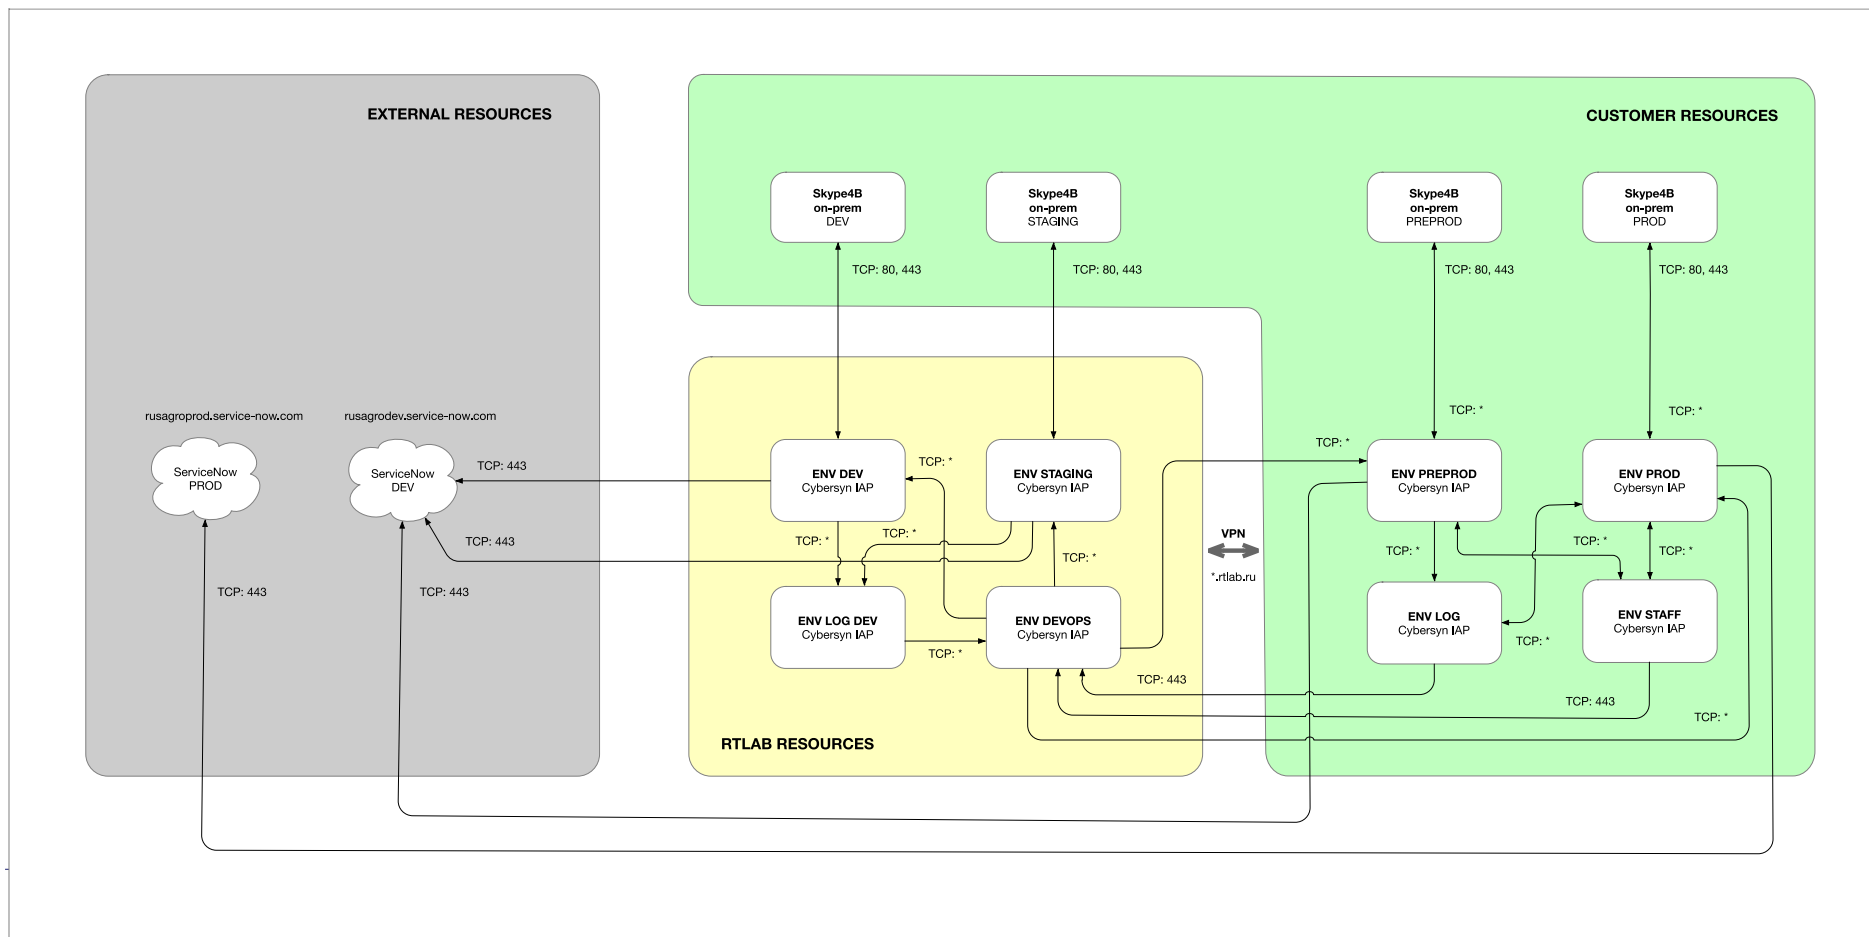 EXTERNAL RESOURCES
CUSTOMER RESOURCES
Skype4B
on-prem
DEV
Skype4B
on-prem
STAGING
Skype4B
on-prem
PREPROD
Skype4B
on-prem
PROD
TCP: 80, 443
TCP: 80, 443
TCP: 80, 443
TCP: 80, 443
rusagroprod.service-now.com
rusagrodev.service-now.com
TCP: *
TCP: *
TCP: *
ServiceNow
PROD
ServiceNow
DEV
TCP: 443
ENV DEV
Cybersyn IAP
TCP: *
ENV STAGING
Cybersyn IAP
ENV PREPROD
Cybersyn IAP
ENV PROD
Cybersyn IAP
TCP: 443
TCP: *
TCP: *
TCP: *
VPN
*.rtlab.ru
TCP: *
TCP: *
TCP: *
TCP: 443
TCP: 443
ENV LOG DEV
Cybersyn IAP
ENV DEVOPS
Cybersyn IAP
ENV LOG
Cybersyn IAP
ENV STAFF
Cybersyn IAP
TCP: *
TCP: *
TCP: 443
TCP: 443
TCP: *
RTLAB RESOURCES